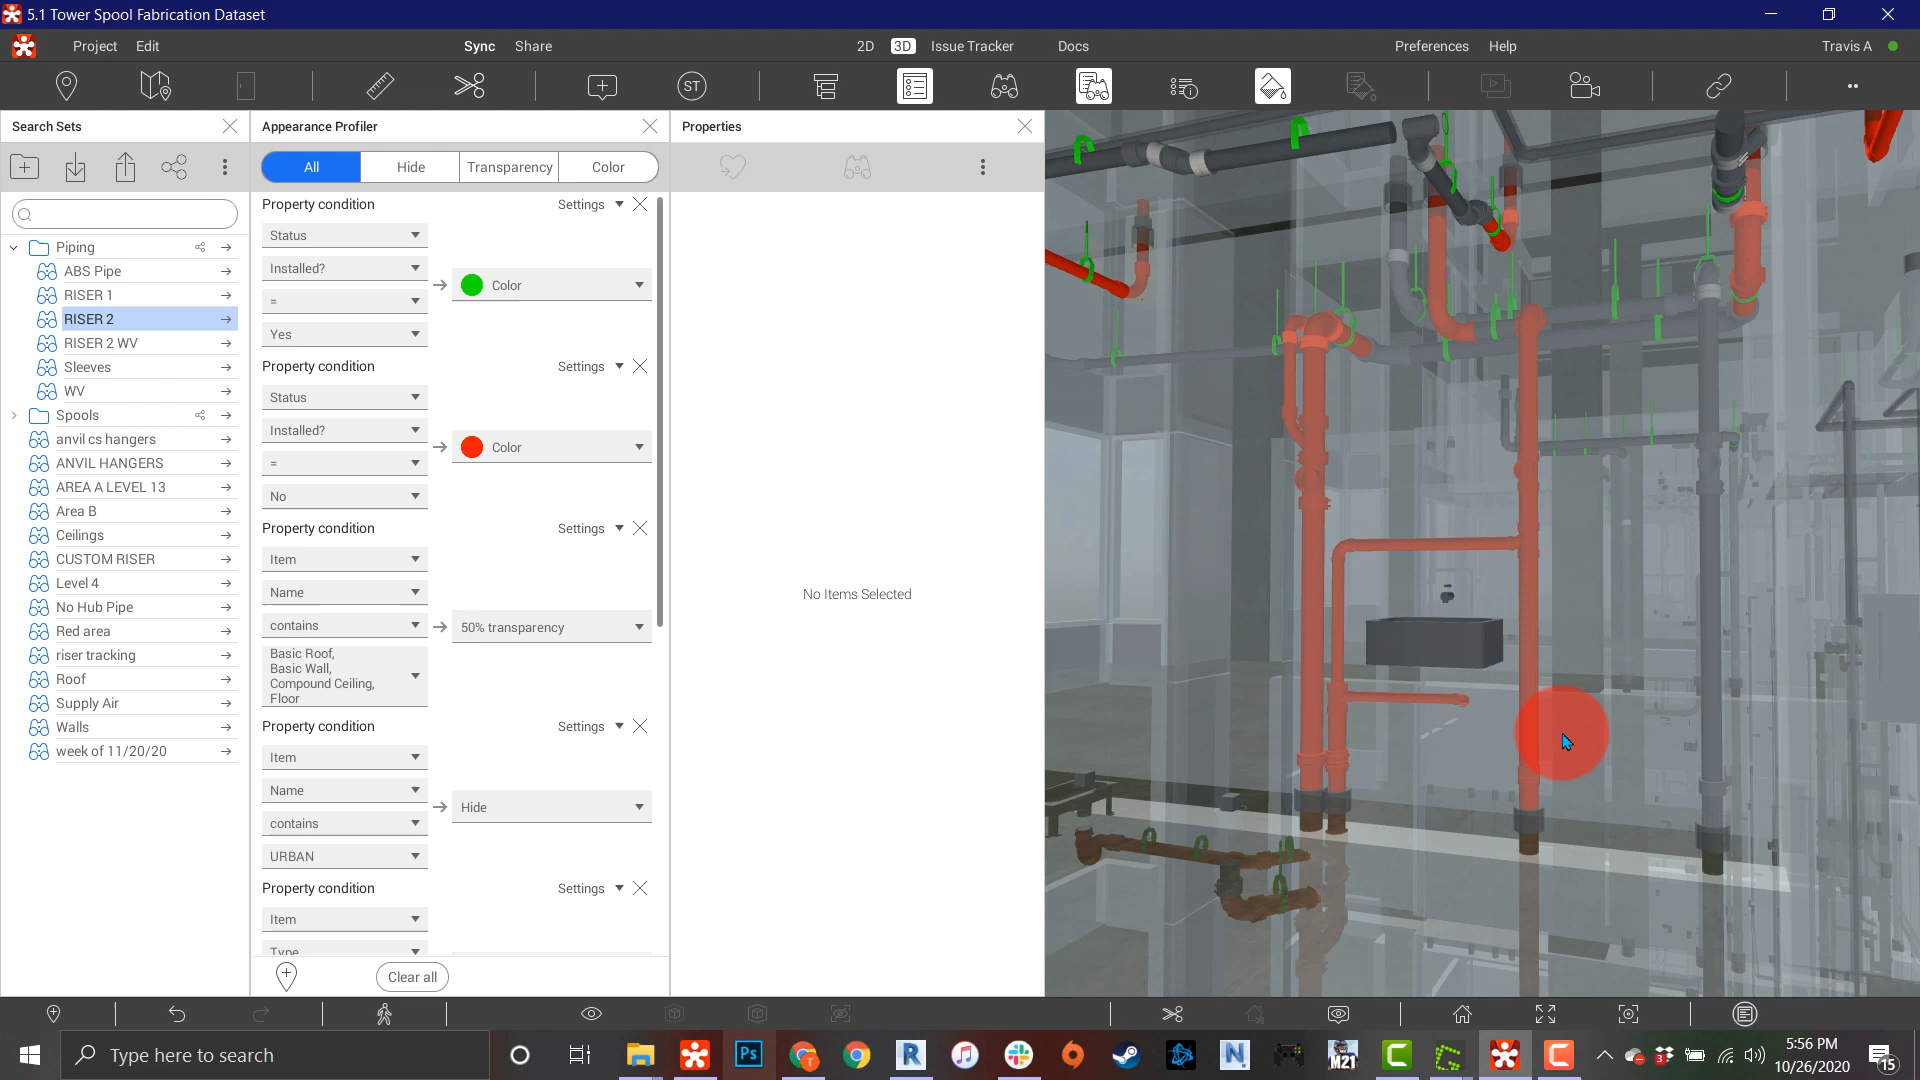 5.1 Tower Spool Fabrication Dataset
Project Edit Sync Share 2D 3D Issue Tracker Docs Preferences Help Travis A
ST
Search Sets
Piping
ABS Pipe
RISER 1
RISER 2
RISER 2 WV
Sleeves
WV
Spools
anvil cs hangers
ANVIL HANGERS
AREA A LEVEL 13
Area B
Ceilings
CUSTOM RISER
Level 4
No Hub Pipe
Red area
riser tracking
Roof
Supply Air
Walls
week of 11/20/20
Appearance Profiler
All Hide Transparency Color
Property condition Settings
Status
Installed?
=
Yes
Color
Property condition Settings
Status
Installed?
=
No
Color
Property condition Settings
Item
Name
contains
Basic Roof,
Basic Wall,
Compound Ceiling,
Floor
50% transparency
Property condition Settings
Item
Name
contains
URBAN
Hide
Property condition Settings
Item
Type
Clear all
Properties
No Items Selected
Type here to search
Ps
T
R
N
M21
C
C
3
5:56 PM
10/26/2020
15